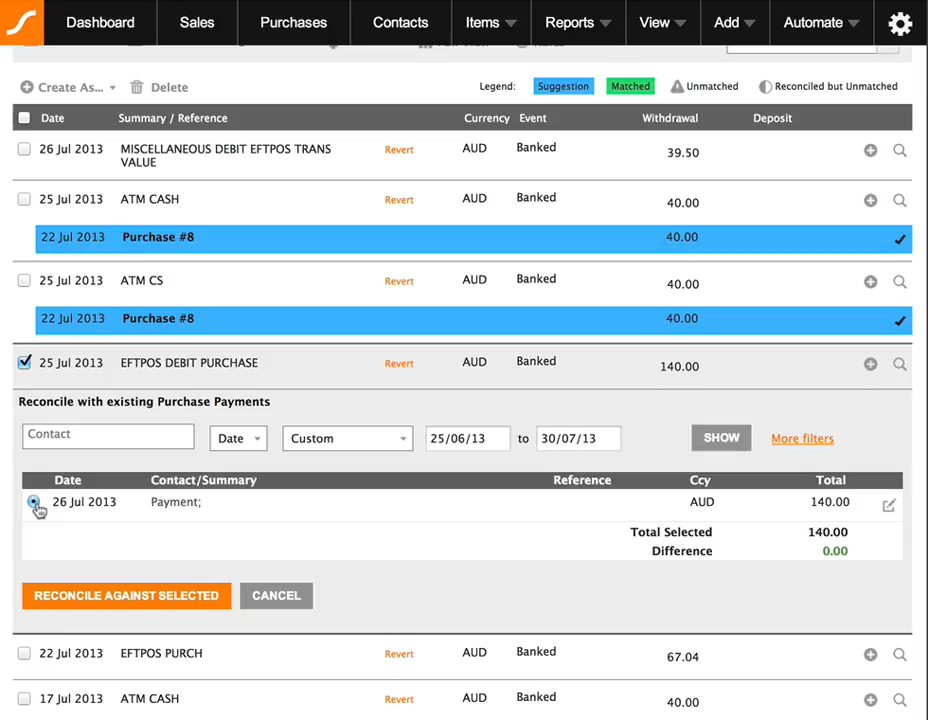 Dashboard Sales Purchases Contacts Items Reports View Add Automate
Create As... Delete Legend: Suggestion Matched Unmatched Reconciled but Unmatched
Date Summary / Reference Currency Event Withdrawal Deposit
26 Jul 2013 MISCELLANEOUS DEBIT EFTPOS TRANS Revert AUD Banked 39.50
VALUE
25 Jul 2013 ATM CASH Revert AUD Banked 40.00
22 Jul 2013 Purchase #8 40.00
25 Jul 2013 ATM CS Revert AUD Banked 40.00
22 Jul 2013 Purchase #8 40.00
25 Jul 2013 EFTPOS DEBIT PURCHASE Revert AUD Banked 140.00
Reconcile with existing Purchase Payments
Contact Date Custom 25/06/13 to 30/07/13 SHOW More filters
Date Contact/Summary Reference Ccy Total
26 Jul 2013 Payment; AUD 140.00
Total Selected 140.00
Difference 0.00
RECONCILE AGAINST SELECTED CANCEL
22 Jul 2013 EFTPOS PURCH Revert AUD Banked 67.04
17 Jul 2013 ATM CASH Revert AUD Banked 40.00